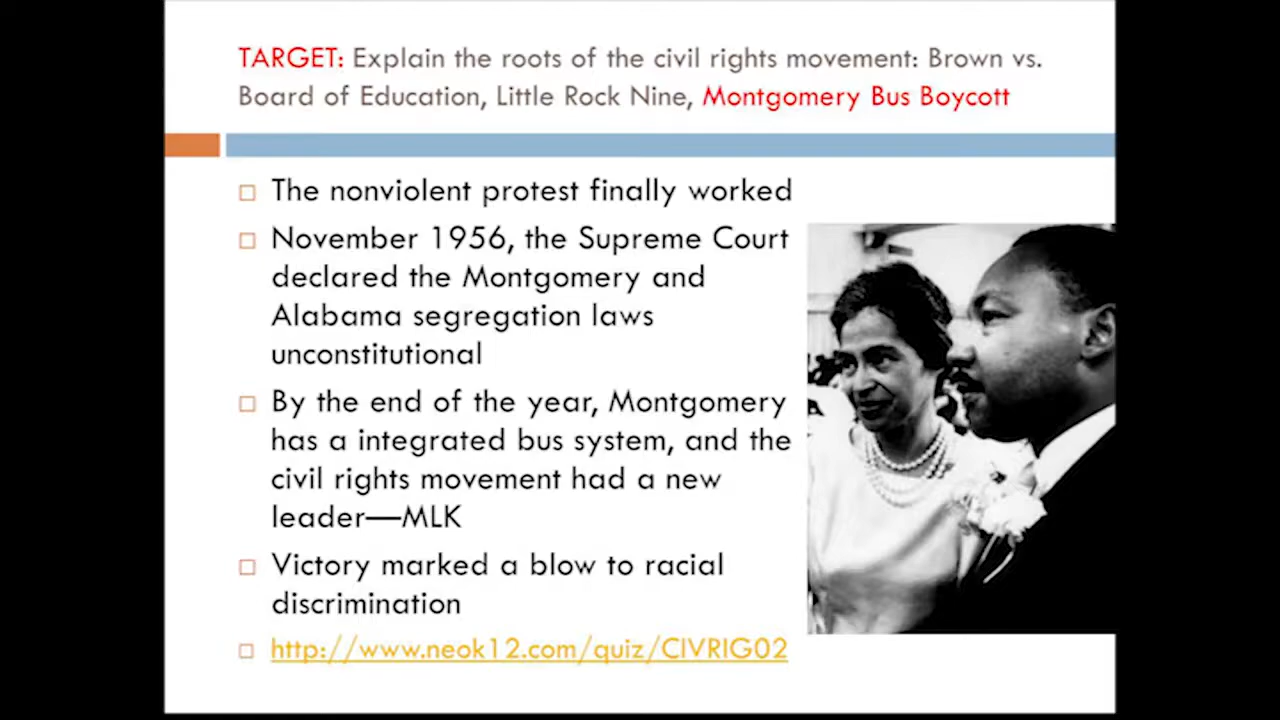 TARGET: Explain the roots of the civil rights movement: Brown vs.
Board of Education, Little Rock Nine, Montgomery Bus Boycott
The nonviolent protest finally worked
November 1956, the Supreme Court
declared the Montgomery and
Alabama segregation laws
unconstitutional
By the end of the year, Montgomery
has a integrated bus system, and the
civil rights movement had a new
leader—MLK
Victory marked a blow to racial
discrimination
http://www.neok12.com/quiz/CIVRIG02